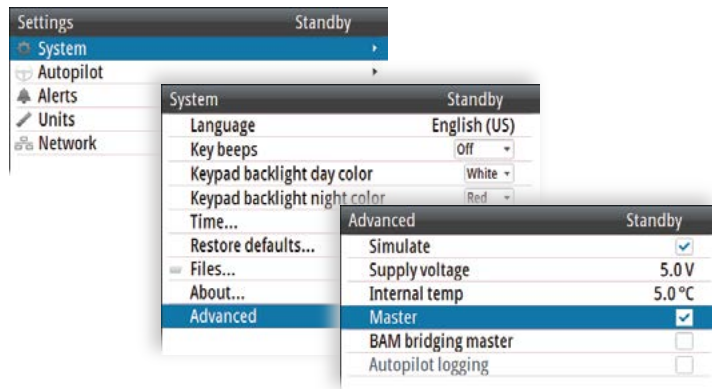 Settings Standby
System
Autopilot
Alerts
Units
Network
System Standby
Language English (US)
Key beeps Off
Keypad backlight day color White
Keypad backlight night color Red
Time...
Restore defaults...
Files...
About...
Advanced
Advanced Standby
Simulate
Supply voltage 5.0 V
Internal temp 5.0 °C
Master
BAM bridging master
Autopilot logging